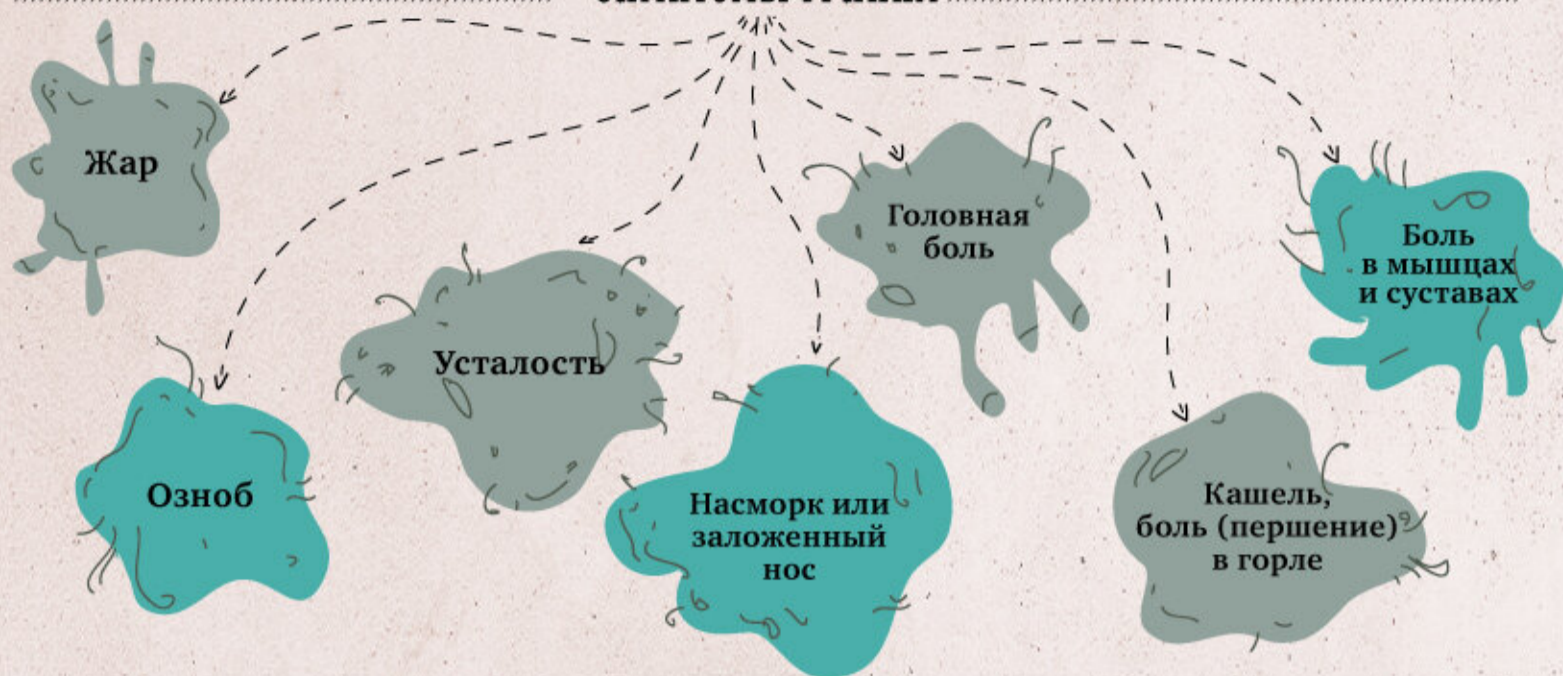 Жар
Головная
боль
Боль
в мышцах
и суставах
Усталость
Озноб
Насморк или
заложенный
нос
Кашель,
боль (першение)
в горле